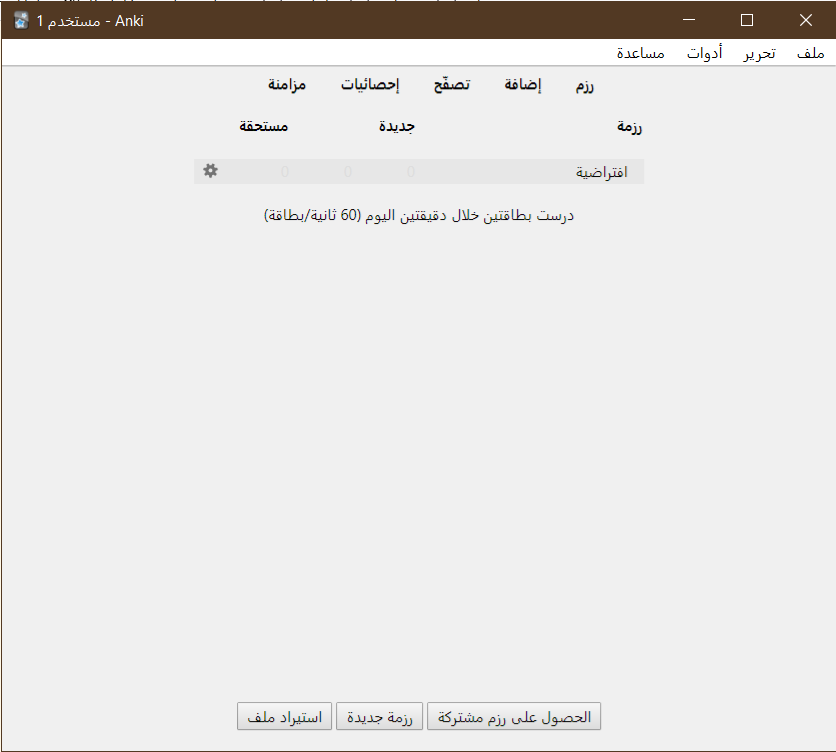 مستخدم 1 - Anki
ملف تحرير أدوات مساعدة
رزم إضافة تصفّح إحصائيات مزامنة
رزمة جديدة مستحقة
افتراضية 0 0 0
درست بطاقتين خلال دقيقتين اليوم (60 ثانية/بطاقة)
الحصول على رزم مشتركة رزمة جديدة استيراد ملف